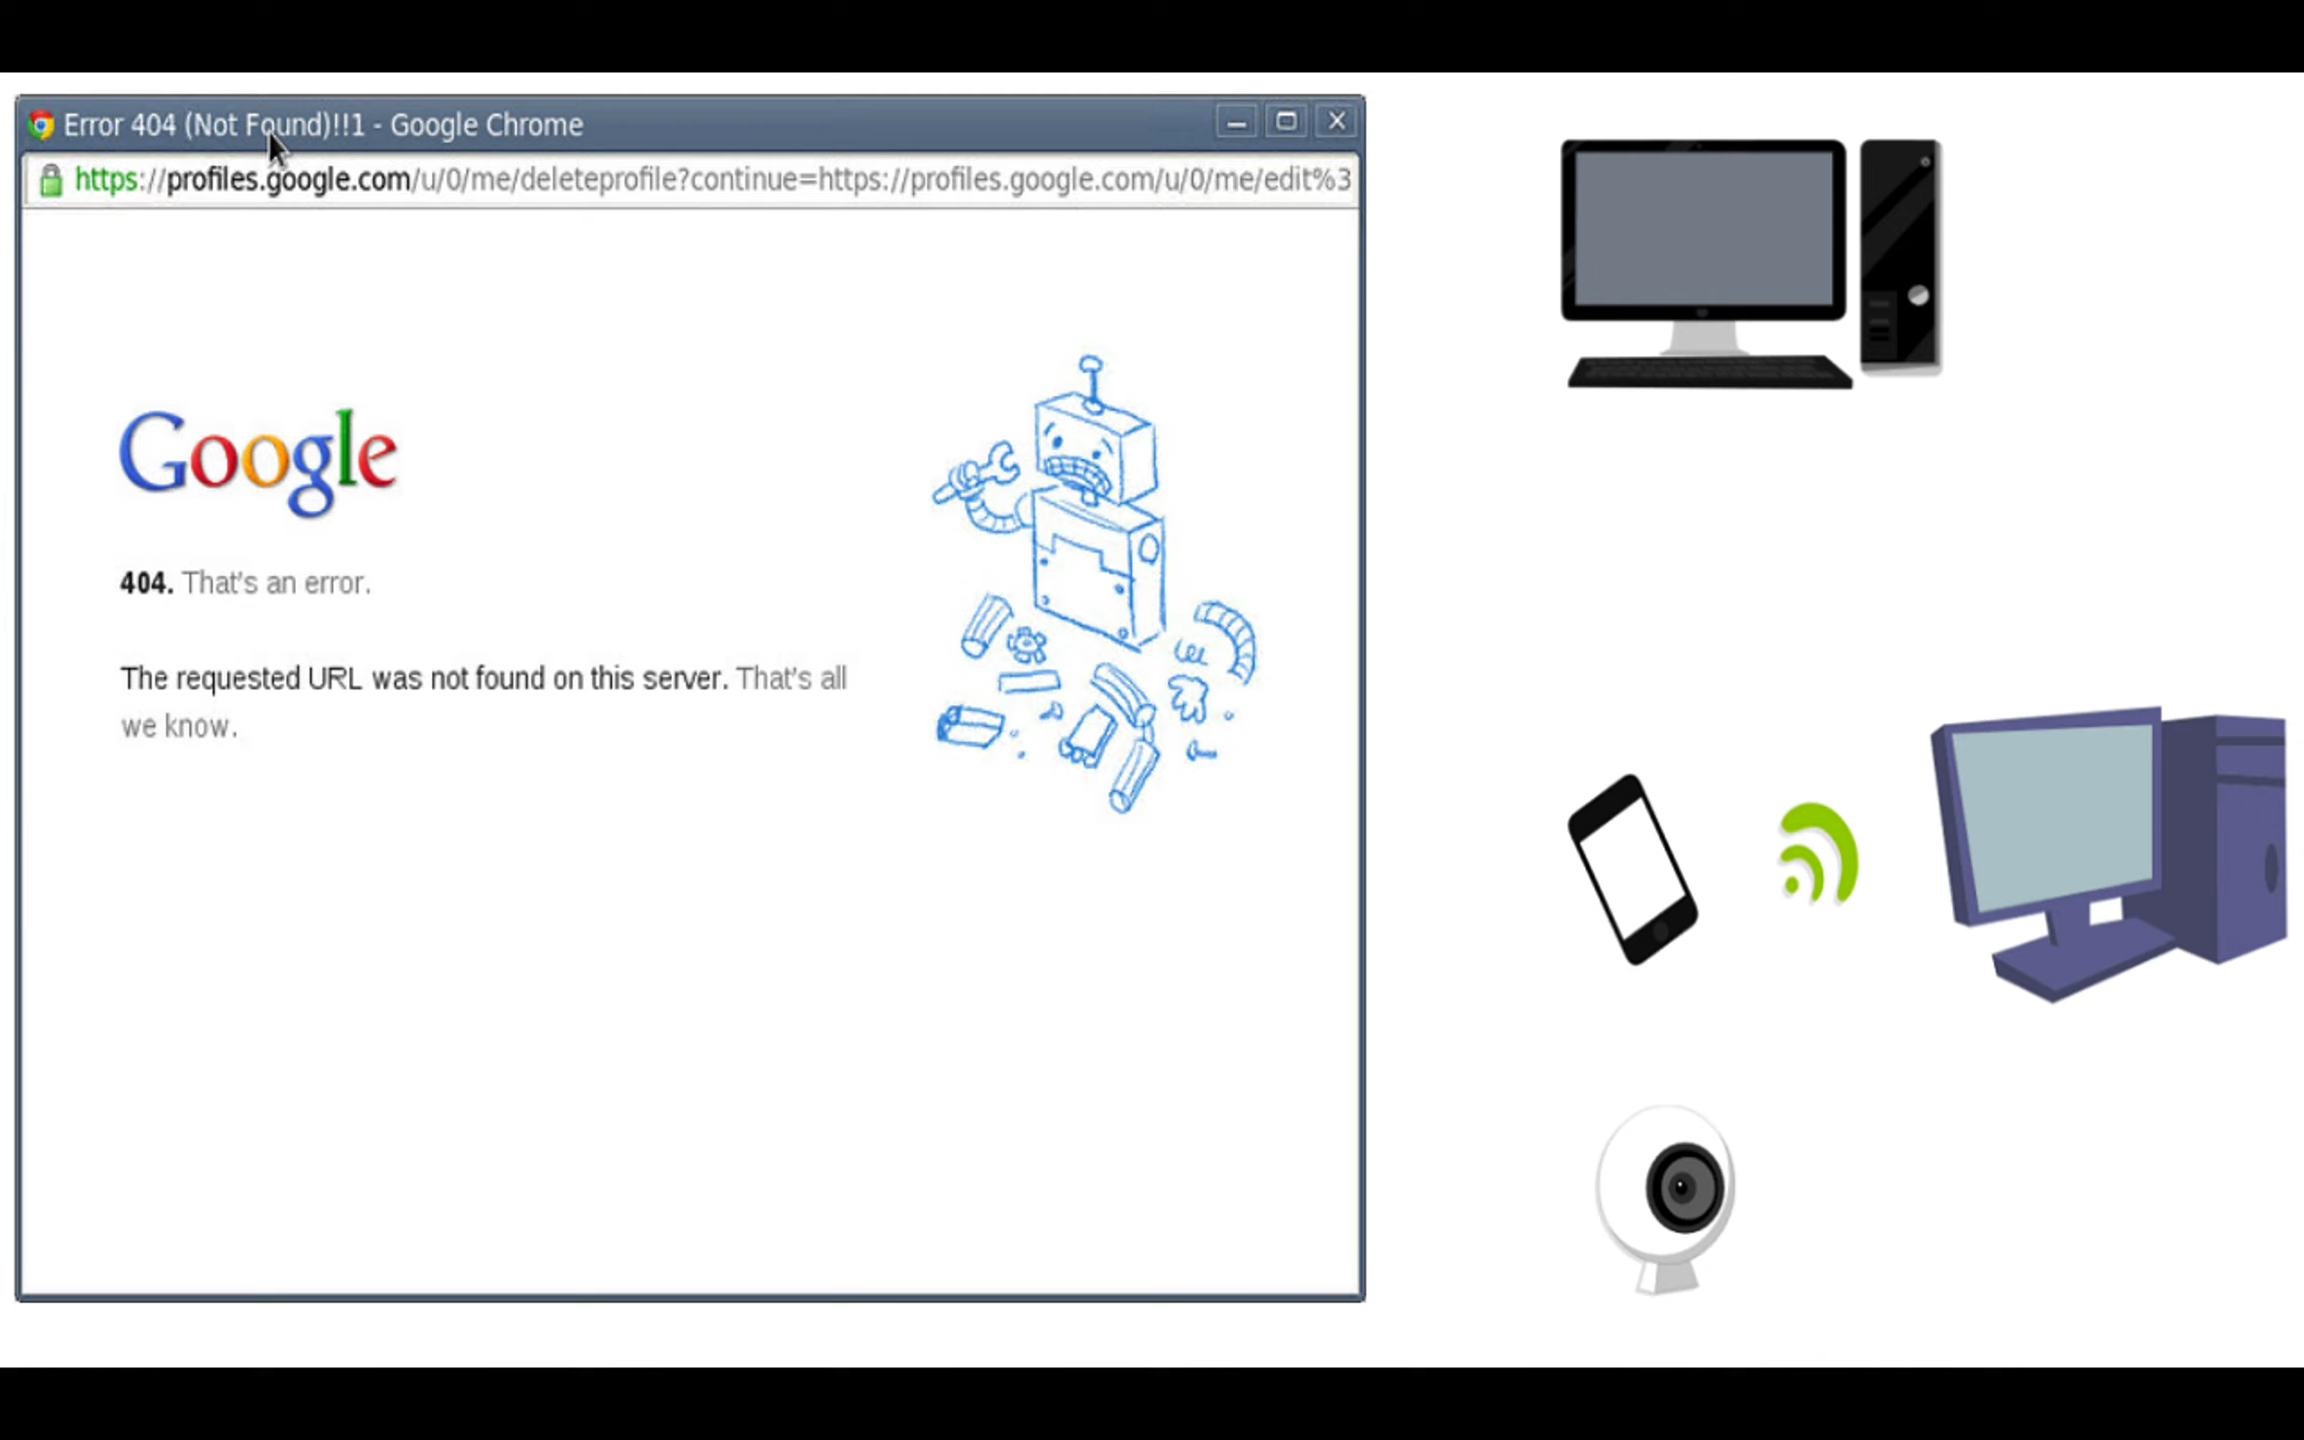 Error 404 (Not Found)!!1 - Google Chrome
https://profiles.google.com/u/0/me/deleteprofile?continue=https://profiles.google.com/u/0/me/edit%3
Google
404. That's an error.
The requested URL was not found on this server. That's all
we know.